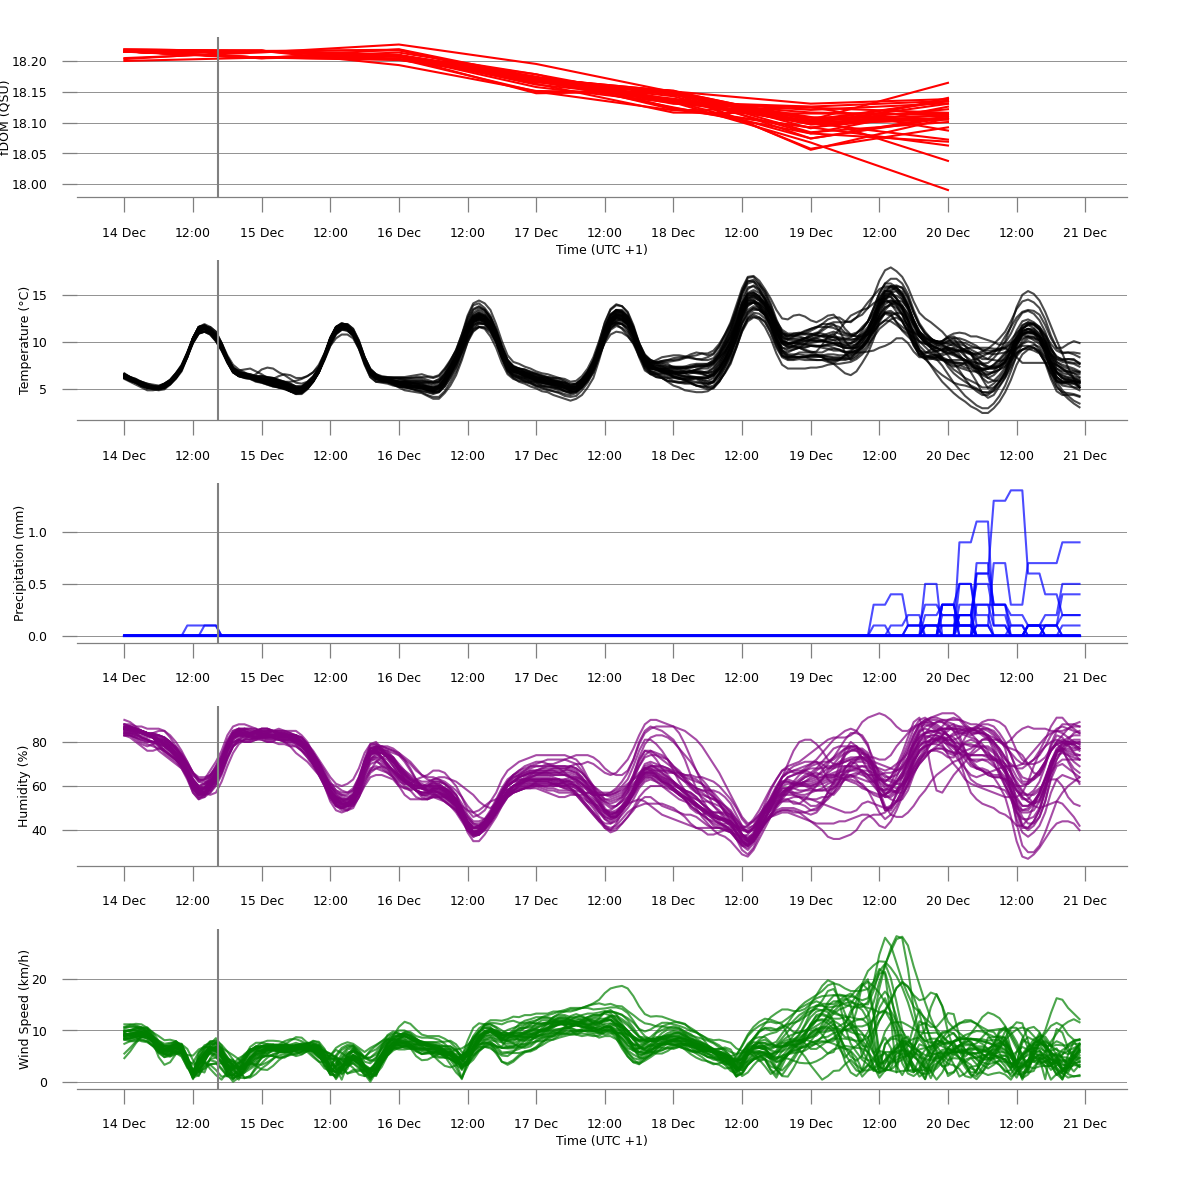 fDOM (QSU)
18.20
18.15
18.10
18.05
18.00
14 Dec 12:00 15 Dec 12:00 16 Dec 12:00 17 Dec 12:00 18 Dec 12:00 19 Dec 12:00 20 Dec 12:00 21 Dec
Time (UTC +1)
Temperature (°C)
15
10
5
14 Dec 12:00 15 Dec 12:00 16 Dec 12:00 17 Dec 12:00 18 Dec 12:00 19 Dec 12:00 20 Dec 12:00 21 Dec
Precipitation (mm)
1.0
0.5
0.0
14 Dec 12:00 15 Dec 12:00 16 Dec 12:00 17 Dec 12:00 18 Dec 12:00 19 Dec 12:00 20 Dec 12:00 21 Dec
Humidity (%)
80
60
40
14 Dec 12:00 15 Dec 12:00 16 Dec 12:00 17 Dec 12:00 18 Dec 12:00 19 Dec 12:00 20 Dec 12:00 21 Dec
Wind Speed (km/h)
20
10
0
14 Dec 12:00 15 Dec 12:00 16 Dec 12:00 17 Dec 12:00 18 Dec 12:00 19 Dec 12:00 20 Dec 12:00 21 Dec
Time (UTC +1)